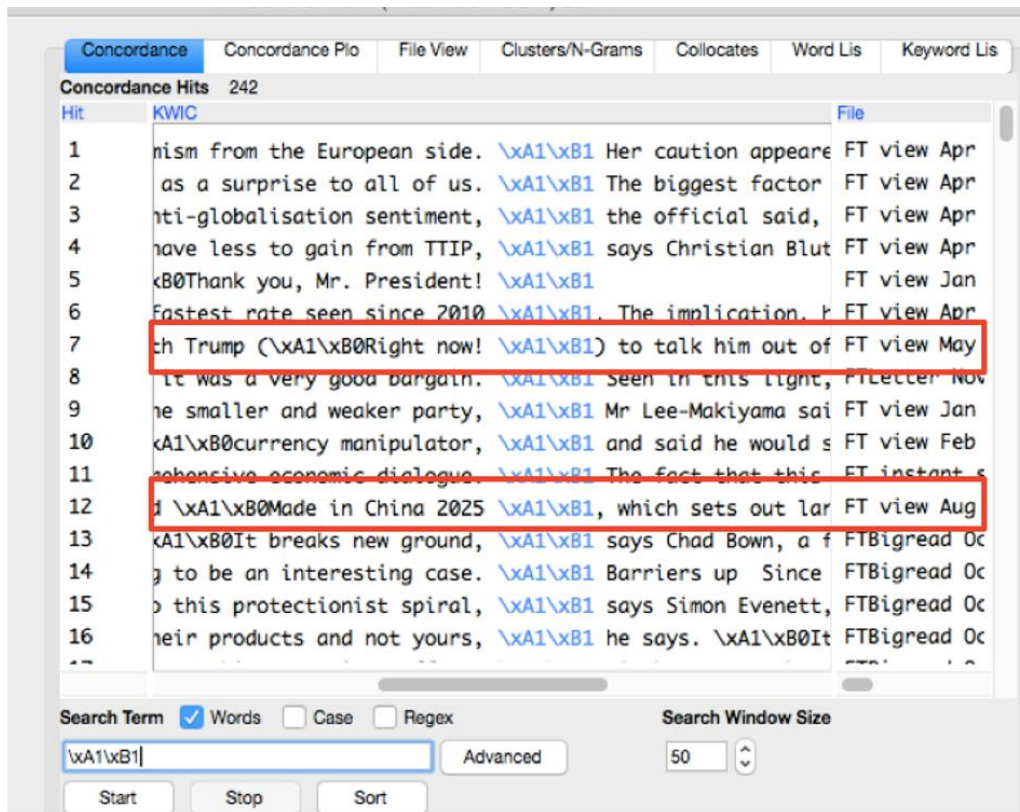 Concordance Concordance Plo File View Clusters/N-Grams Collocates Word Lis Keyword Lis
Concordance Hits 242
Hit KWIC File
1 nism from the European side. \xA1\xB1 Her caution appeare FT view Apr
2 as a surprise to all of us. \xA1\xB1 The biggest factor FT view Apr
3 nti-globalisation sentiment, \xA1\xB1 the official said, FT view Apr
4 have less to gain from TTIP, \xA1\xB1 says Christian Blut FT view Apr
5 xB0Thank you, Mr. President! \xA1\xB1 FT view Jan
6 fastest rate seen since 2010 \xA1\xB1. The implication, h FT view Apr
7 th Trump (\xA1\xB0Right now! \xA1\xB1) to talk him out of FT view May
8 it was a very good bargain. \xA1\xB1 Seen in this light, FTLetter Nov
9 he smaller and weaker party, \xA1\xB1 Mr Lee-Makiyama sai FT view Jan
10 xA1\xB0currency manipulator, \xA1\xB1 and said he would s FT view Feb
11 rehensive economic dialogue. \xA1\xB1 The fact that this FT instant s
12 d \xA1\xB0Made in China 2025 \xA1\xB1, which sets out lar FT view Aug
13 xA1\xB0It breaks new ground, \xA1\xB1 says Chad Bown, a f FTBigread Oc
14 g to be an interesting case. \xA1\xB1 Barriers up Since FTBigread Oc
15 o this protectionist spiral, \xA1\xB1 says Simon Evenett, FTBigread Oc
16 heir products and not yours, \xA1\xB1 he says. \xA1\xB0It FTBigread Oc
Search Term Words Case Regex Search Window Size
\xA1\xB1 Advanced 50
Start Stop Sort